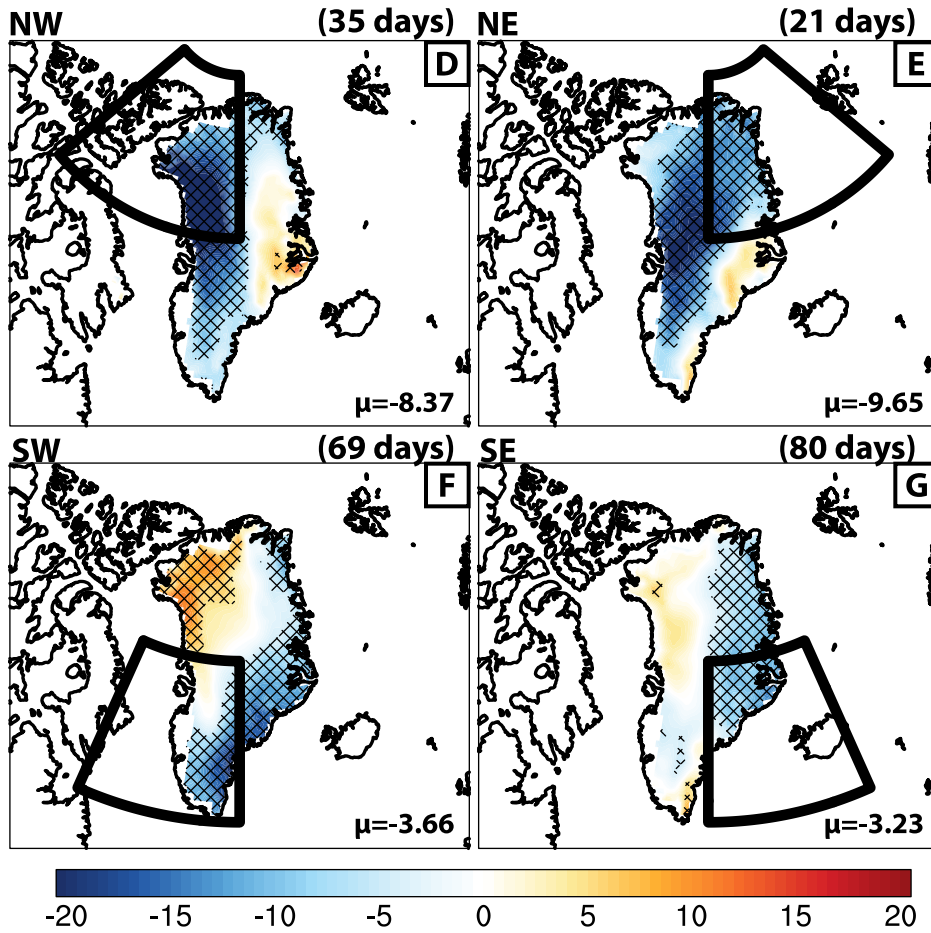 NW (35 days)
D
μ=-8.37
NE (21 days)
E
μ=-9.65
SW (69 days)
F
μ=-3.66
SE (80 days)
G
μ=-3.23
-20 -15 -10 -5 0 5 10 15 20